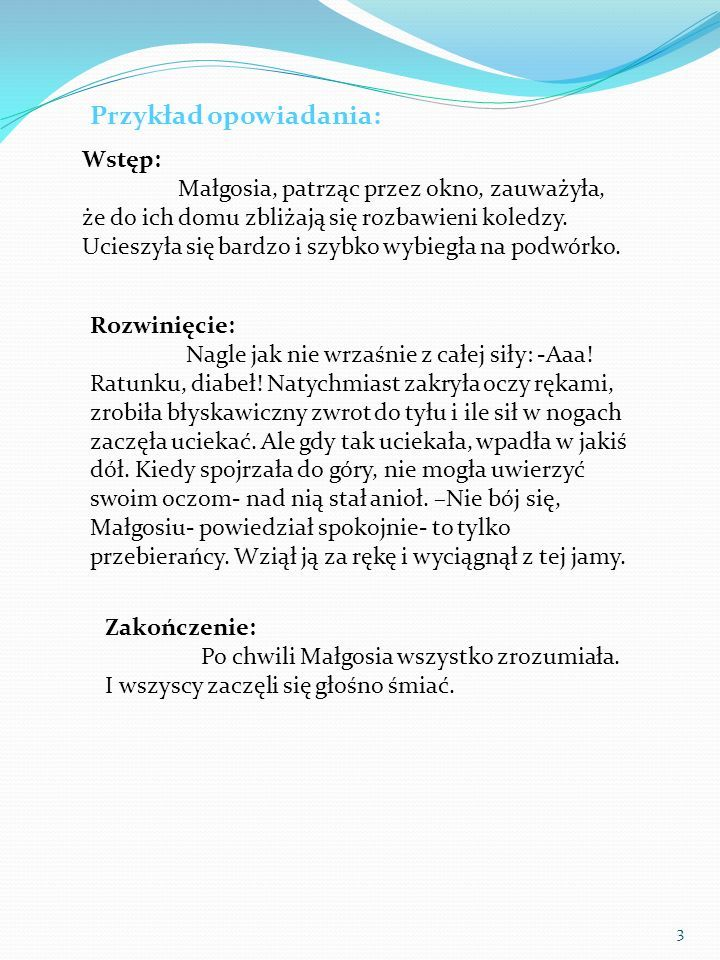 Przykład opowiadania:
Wstęp:
Małgosia, patrząc przez okno, zauważyła,
że do ich domu zbliżają się rozbawieni koledzy.
Ucieszyła się bardzo i szybko wybiegła na podwórko.
Rozwinięcie:
Nagle jak nie wrzaśnie z całej siły: -Aaa!
Ratunku, diabeł! Natychmiast zakryła oczy rękami,
zrobiła błyskawiczny zwrot do tyłu i ile sił w nogach
zaczęła uciekać. Ale gdy tak uciekała, wpadła w jakiś
dół. Kiedy spojrzała do góry, nie mogła uwierzyć
swoim oczom- nad nią stał anioł. –Nie bój się,
Małgosiu- powiedział spokojnie- to tylko
przebierańcy. Wziął ją za rękę i wyciągnął z tej jamy.
Zakończenie:
Po chwili Małgosia wszystko zrozumiała.
I wszyscy zaczęli się głośno śmiać.
3